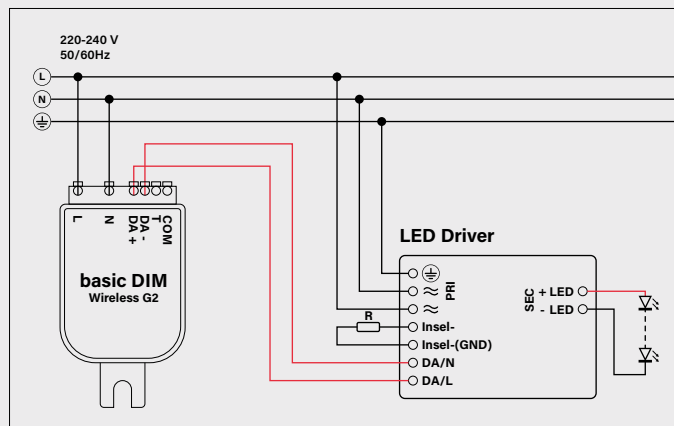 220-240 V
50/60Hz
L
N
L
N
DA +
DA -
T
COM
basic DIM
Wireless G2
LED Driver
PRI
≈
≈
R
Insel-
Insel-(GND)
DA/N
DA/L
SEC
+ LED
- LED